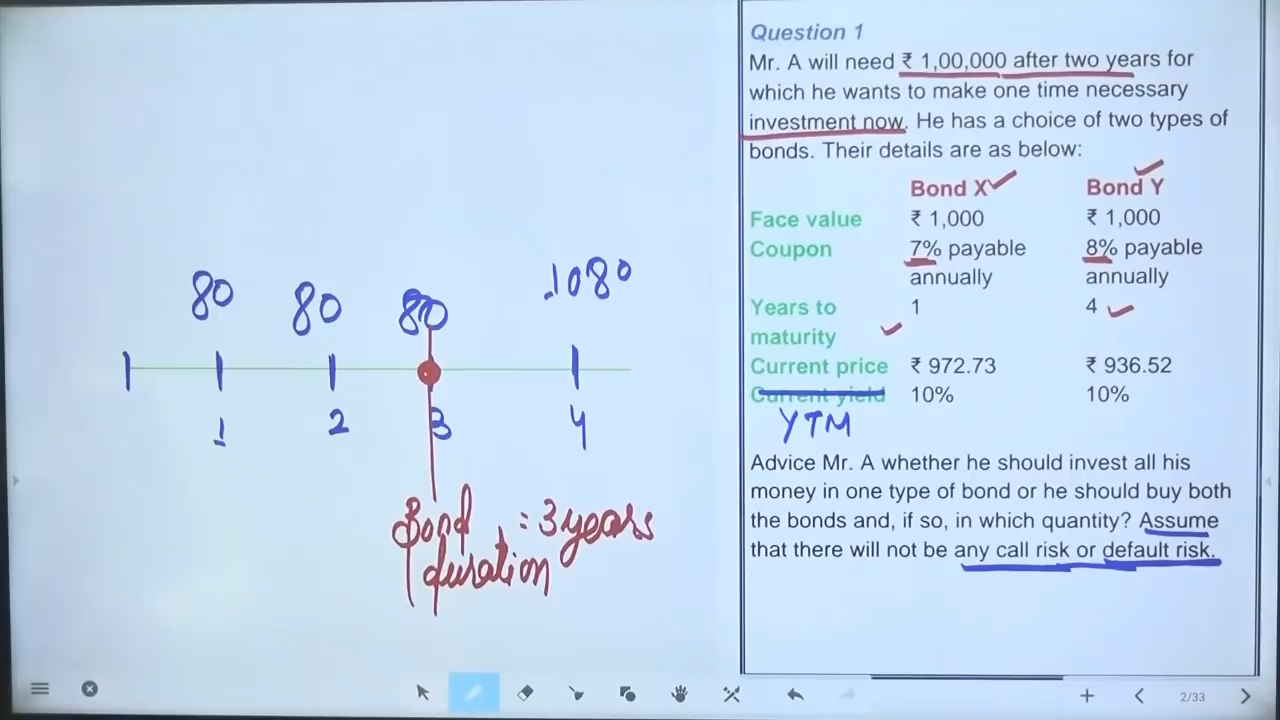 80 80 80 1080
1 2 3 4
Bond = 3 years
duration
Question 1
Mr. A will need ₹ 1,00,000 after two years for
which he wants to make one time necessary
investment now. He has a choice of two types of
bonds. Their details are as below:
Bond X Bond Y
Face value ₹ 1,000 ₹ 1,000
Coupon 7% payable 8% payable
annually annually
Years to 1 4
maturity
Current price ₹ 972.73 ₹ 936.52
Current yield 10% 10%
YTM
Advice Mr. A whether he should invest all his
money in one type of bond or he should buy both
the bonds and, if so, in which quantity? Assume
that there will not be any call risk or default risk.
2/33